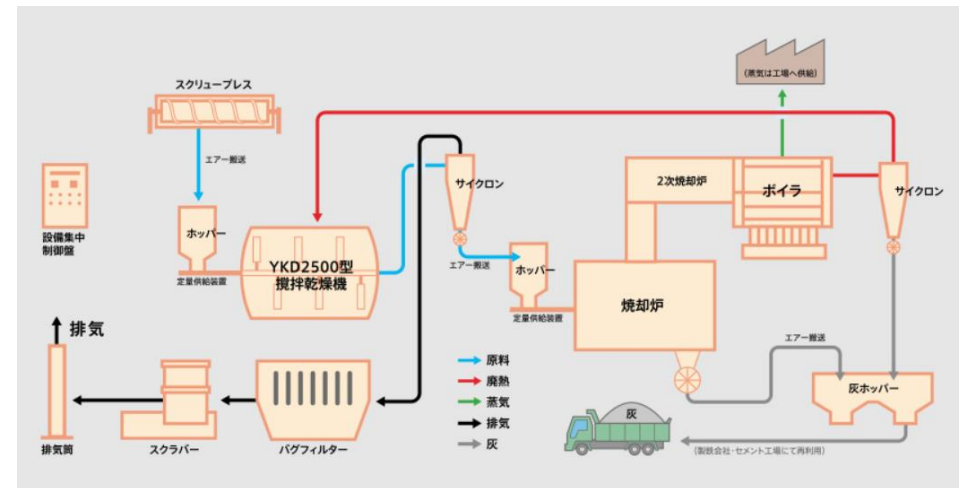 (蒸気は工場へ供給)
スクリュープレス
エアー搬送
サイクロン
2次焼却炉
ボイラ
サイクロン
設備集中
制御盤
ホッパー
定量供給装置
YKD2500型
撹拌乾燥機
エアー搬送
ホッパー
定量供給装置
焼却炉
排気
エアー搬送
原料
廃熱
蒸気
排気
灰
灰ホッパー
灰
(製鉄会社・セメント工場にて再利用)
排気筒
スクラバー
バグフィルター